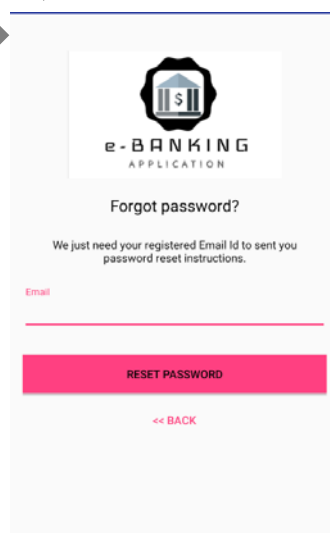 $
e-BANKING
APPLICATION
Forgot password?
We just need your registered Email Id to sent you
password reset instructions.
Email
RESET PASSWORD
<< BACK